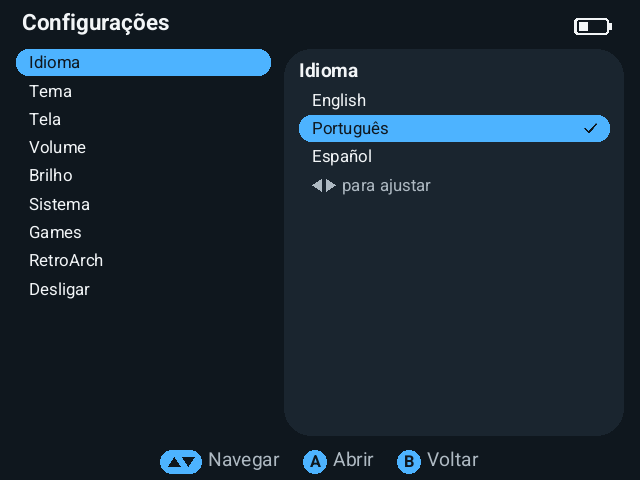 Configurações
Idioma
Tema
Tela
Volume
Brilho
Sistema
Games
RetroArch
Desligar
Idioma
English
Português
Español
para ajustar
Navegar A Abrir B Voltar